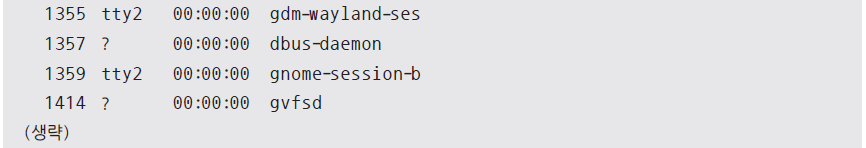 1355 tty2 00:00:00 gdm-wayland-ses
1357 ? 00:00:00 dbus-daemon
1359 tty2 00:00:00 gnome-session-b
1414 ? 00:00:00 gvfsd
(생략)